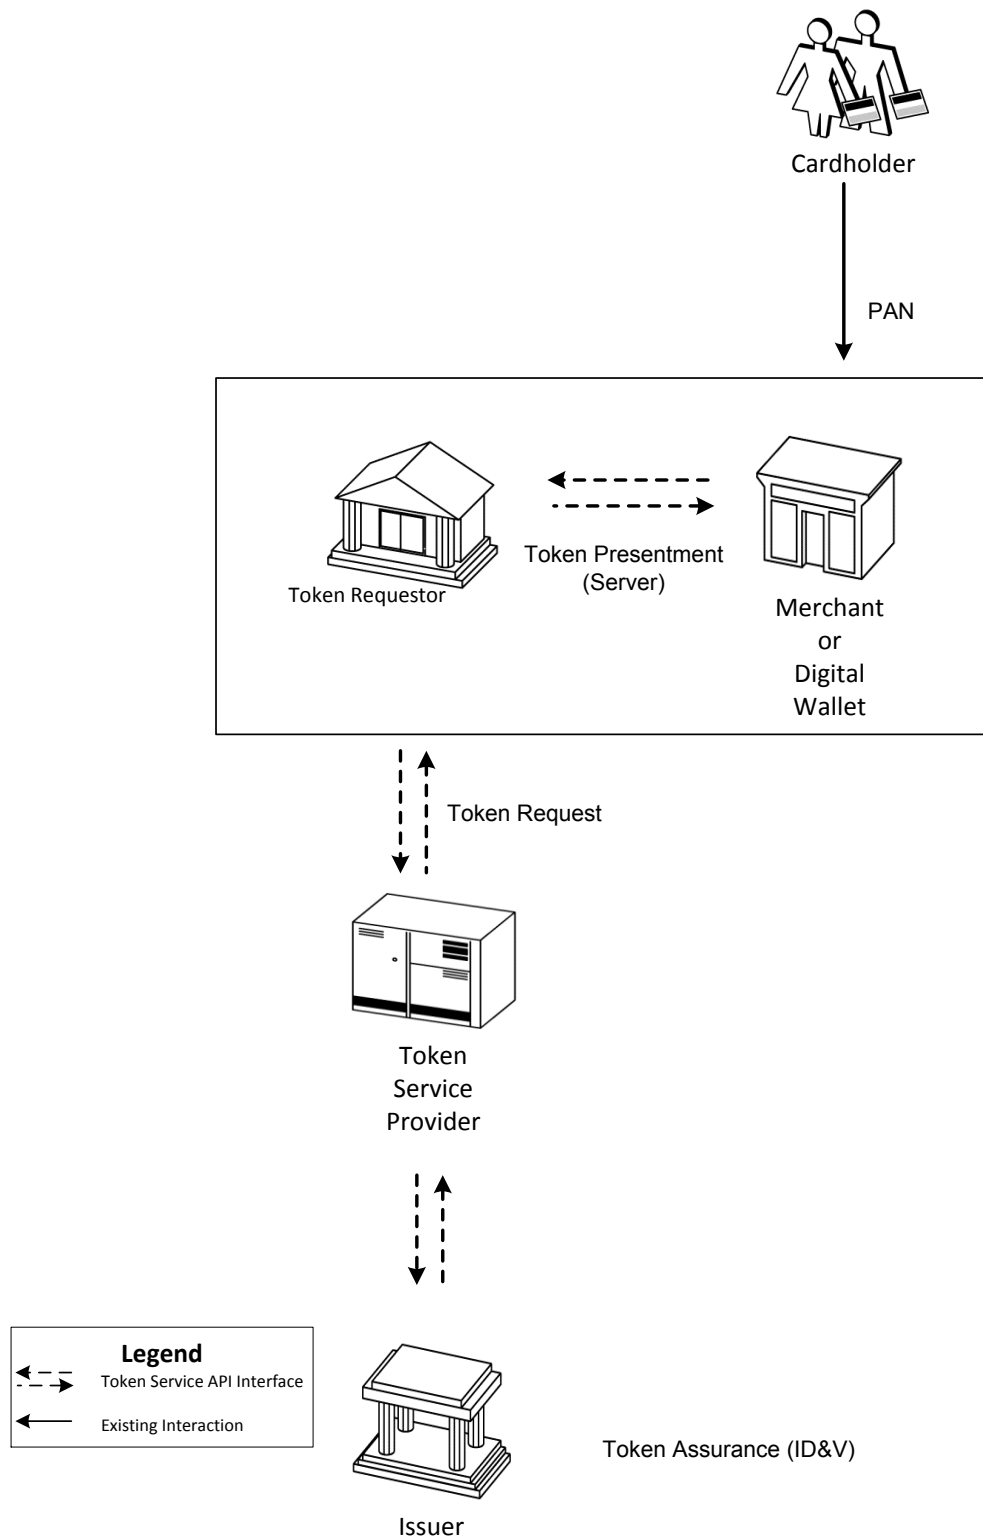 Cardholder
PAN
Token Presentment
(Server)
Token Requestor
Merchant
or
Digital
Wallet
Token Request
Token
Service
Provider
Legend
Token Service API Interface
Existing Interaction
Token Assurance (ID&V)
Issuer